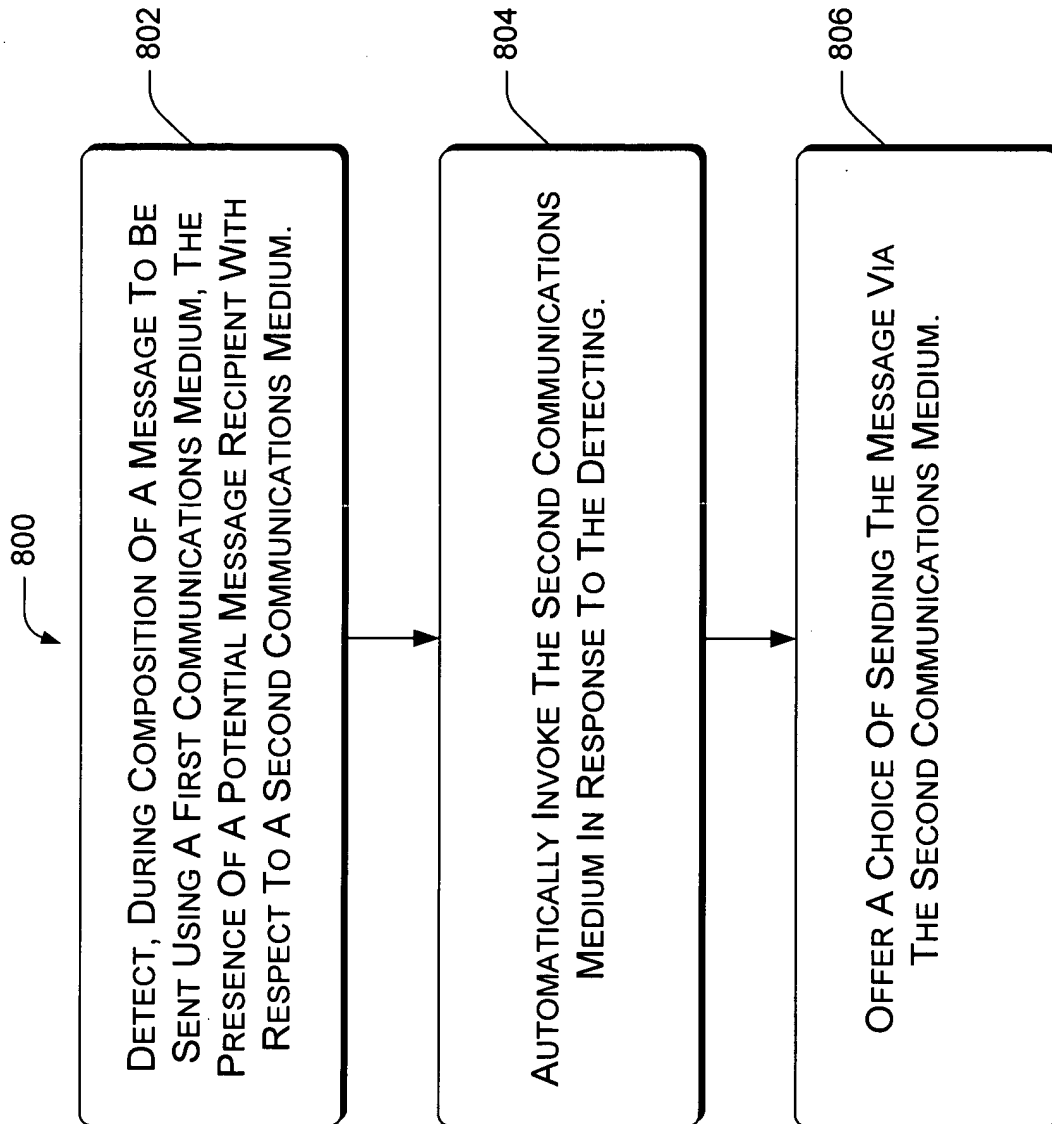 800
802
DETECT, DURING COMPOSITION OF A MESSAGE TO BE
SENT USING A FIRST COMMUNICATIONS MEDIUM, THE
PRESENCE OF A POTENTIAL MESSAGE RECIPIENT WITH
RESPECT TO A SECOND COMMUNICATIONS MEDIUM.
804
AUTOMATICALLY INVOKE THE SECOND COMMUNICATIONS
MEDIUM IN RESPONSE TO THE DETECTING.
806
OFFER A CHOICE OF SENDING THE MESSAGE VIA
THE SECOND COMMUNICATIONS MEDIUM.